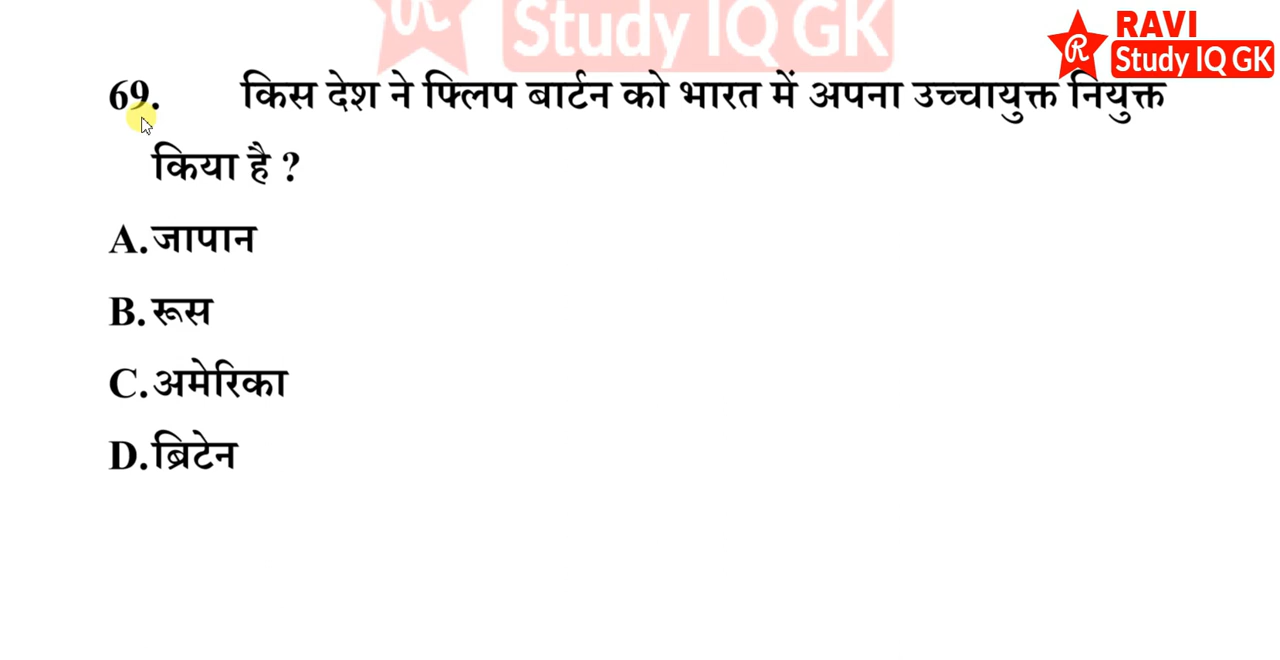 Study IQ GK
RAVI
Study IQ GK
69. किस देश ने फ्लिप बार्टन को भारत में अपना उच्चायुक्त नियुक्त
किया है ?
A.जापान
B.रूस
C.अमेरिका
D.ब्रिटेन